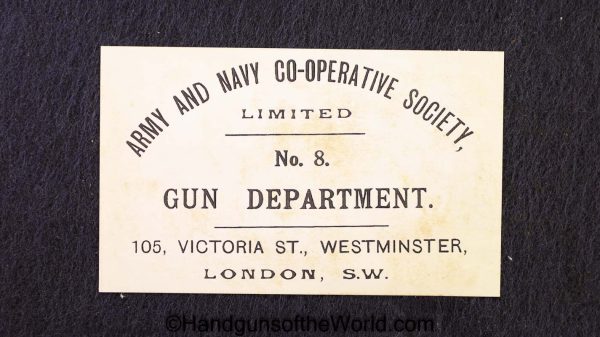 ARMY AND NAVY CO-OPERATIVE SOCIETY,
LIMITED
No. 8.
GUN DEPARTMENT.
105, VICTORIA ST., WESTMINSTER,
LONDON, S.W.
©HandgunsoftheWorld.com